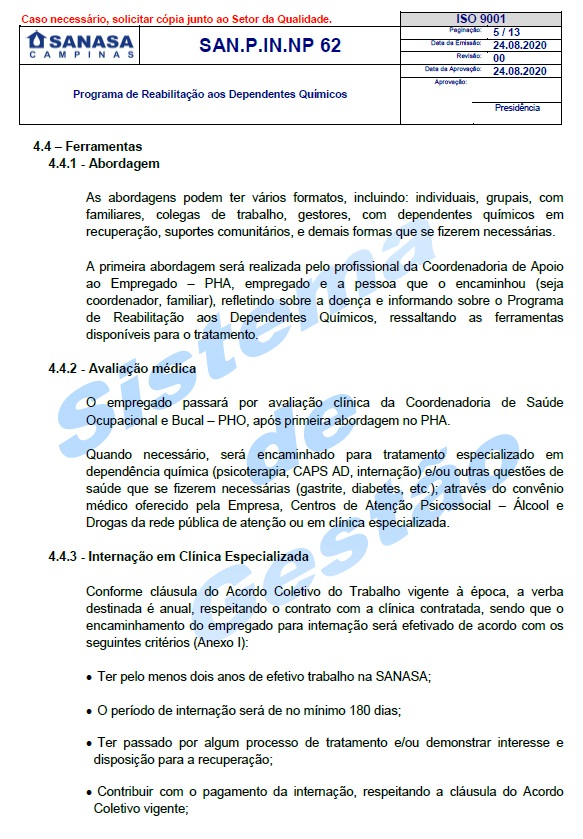 Caso necessário, solicitar cópia junto ao Setor da Qualidade.
ISO 9001
SANASA
CAMPINAS
SAN.P.IN.NP 62
Paginação: 5 / 13
Data da Emissão: 24.08.2020
Revisão: 00
Data da Aprovação: 24.08.2020
Programa de Reabilitação aos Dependentes Químicos
Aprovação:
Presidência
4.4 – Ferramentas
4.4.1 - Abordagem
As abordagens podem ter vários formatos, incluindo: individuais, grupais, com
familiares, colegas de trabalho, gestores, com dependentes químicos em
recuperação, suportes comunitários, e demais formas que se fizerem necessárias.
A primeira abordagem será realizada pelo profissional da Coordenadoria de Apoio
ao Empregado – PHA, empregado e a pessoa que o encaminhou (seja
coordenador, familiar), refletindo sobre a doença e informando sobre o Programa
de Reabilitação aos Dependentes Químicos, ressaltando as ferramentas
disponíveis para o tratamento.
4.4.2 - Avaliação médica
O empregado passará por avaliação clínica da Coordenadoria de Saúde
Ocupacional e Bucal – PHO, após primeira abordagem no PHA.
Quando necessário, será encaminhado para tratamento especializado em
dependência química (psicoterapia, CAPS AD, internação) e/ou outras questões de
saúde que se fizerem necessárias (gastrite, diabetes, etc.); através do convênio
médico oferecido pela Empresa, Centros de Atenção Psicossocial – Álcool e
Drogas da rede pública de atenção ou em clínica especializada.
4.4.3 - Internação em Clínica Especializada
Conforme cláusula do Acordo Coletivo do Trabalho vigente à época, a verba
destinada é anual, respeitando o contrato com a clínica contratada, sendo que o
encaminhamento do empregado para internação será efetivado de acordo com os
seguintes critérios (Anexo I):
• Ter pelo menos dois anos de efetivo trabalho na SANASA;
• O período de internação será de no mínimo 180 dias;
• Ter passado por algum processo de tratamento e/ou demonstrar interesse e
disposição para a recuperação;
• Contribuir com o pagamento da internação, respeitando a cláusula do Acordo
Coletivo vigente;
Sistema
de
Gestão